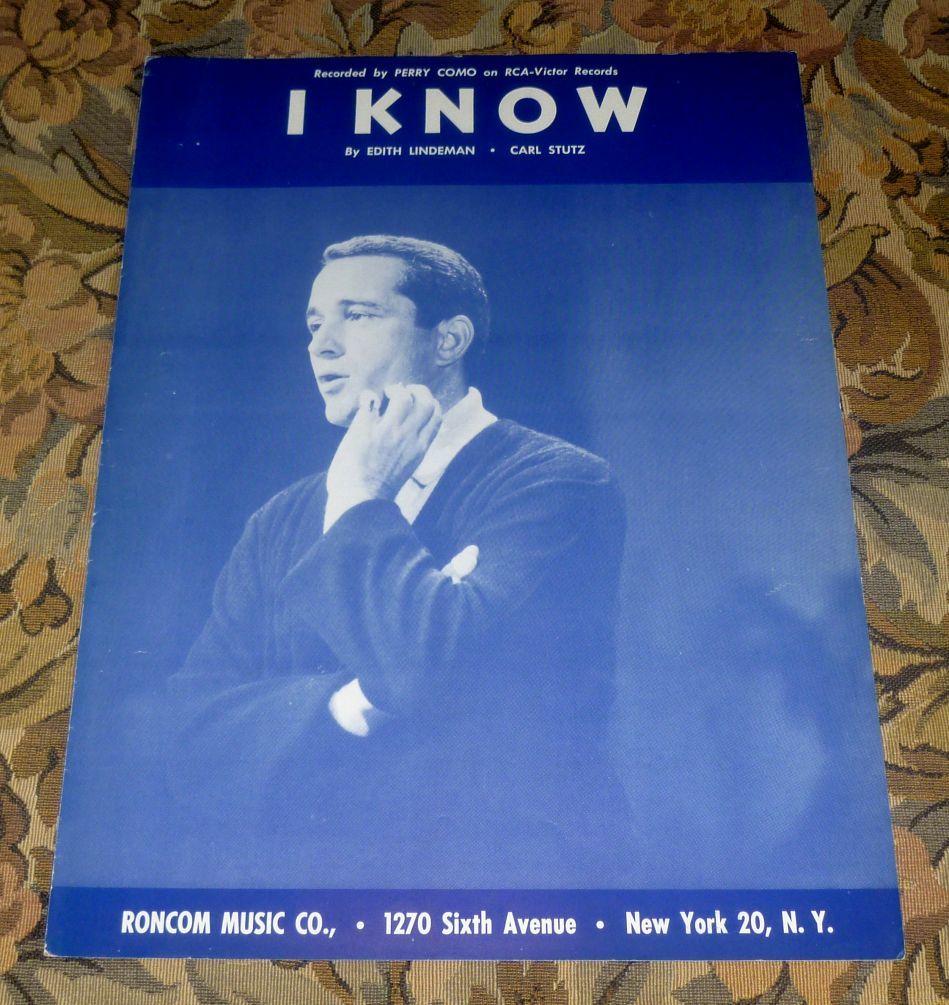 Recorded by PERRY COMO on RCA-Victor Records
I KNOW
By EDITH LINDEMAN • CARL STUTZ
RONCOM MUSIC CO., • 1270 Sixth Avenue • New York 20, N. Y.